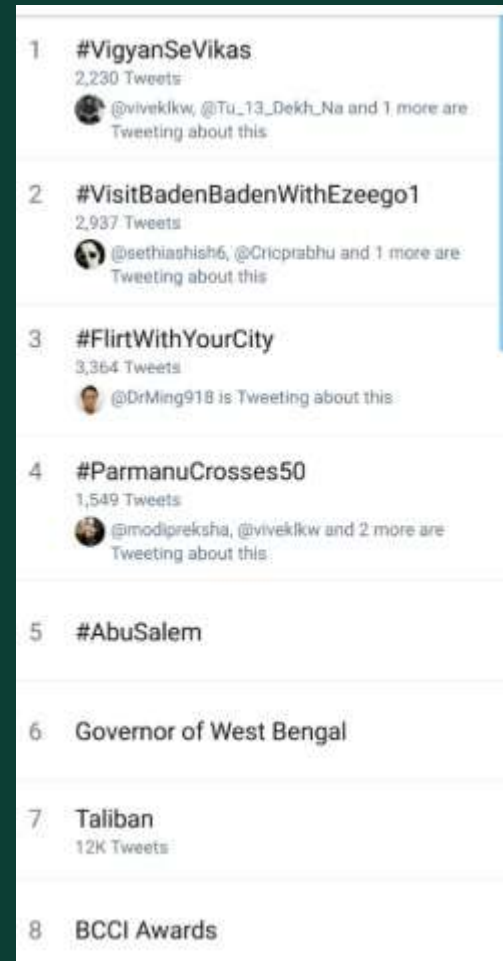 1 #VigyanSeVikas
2,230 Tweets
@viveklkw, @Tu_13_Dekh_Na and 1 more are
Tweeting about this
2 #VisitBadenBadenWithEzeego1
2,937 Tweets
@sethiashish6, @Cricprabhu and 1 more are
Tweeting about this
3 #FlirtWithYourCity
3,364 Tweets
@DrMing918 is Tweeting about this
4 #ParmanuCrosses50
1,549 Tweets
@modipreksha, @viveklkw and 2 more are
Tweeting about this
5 #AbuSalem
6 Governor of West Bengal
7 Taliban
12K Tweets
8 BCCI Awards